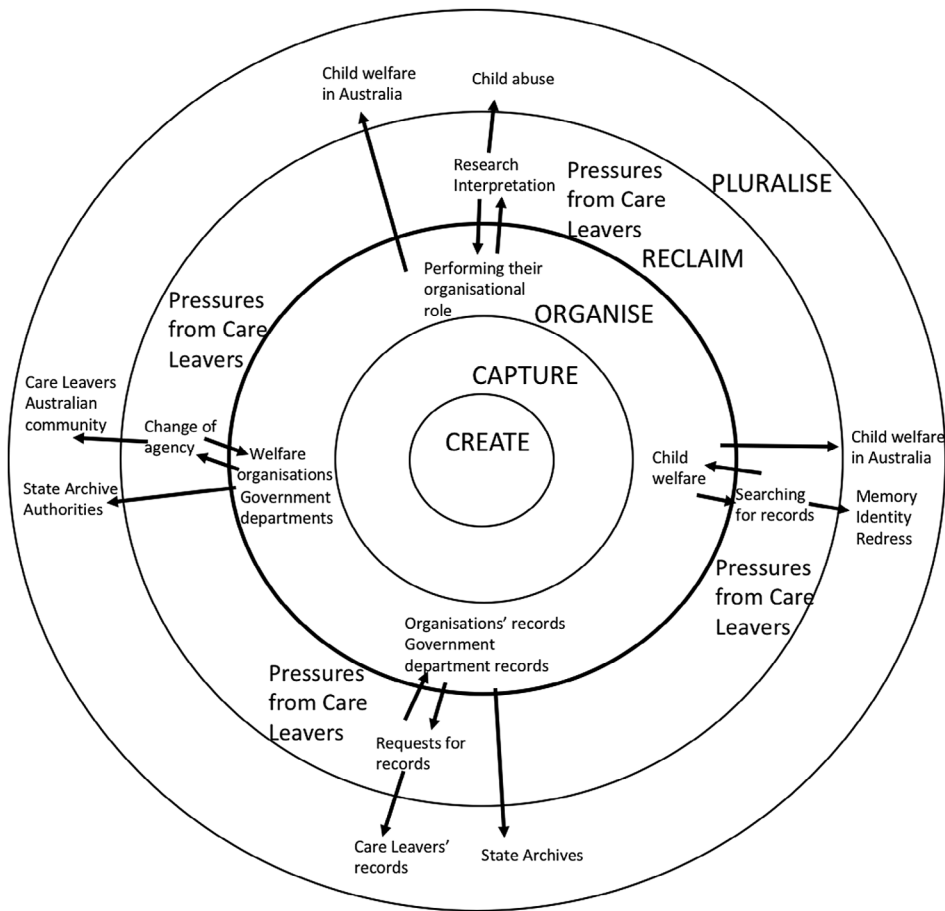 Child welfare
in Australia
Child abuse
Research
Interpretation
Pressures
from Care
Leavers
PLURALISE
RECLAIM
Performing their
organisational
role
ORGANISE
Pressures
from Care
Leavers
CAPTURE
CREATE
Care Leavers
Australian
community
Change of
agency
Welfare
organisations
Government
departments
State Archive
Authorities
Child
welfare
Searching
for records
Child welfare
in Australia
Memory
Identity
Redress
Pressures
from Care
Leavers
Organisations’ records
Government
department records
Pressures
from Care
Leavers
Requests for
records
Care Leavers’
records
State Archives